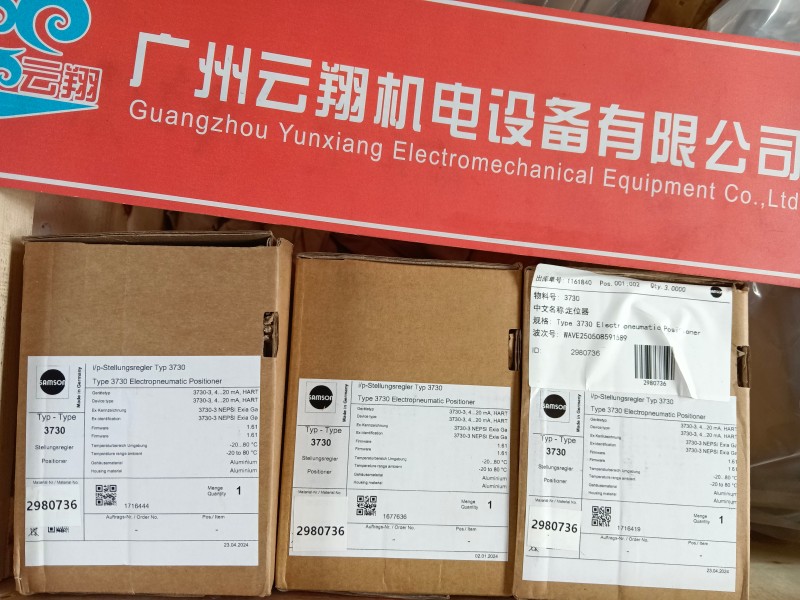 云翔
广州云翔机电设备有限公司
Guangzhou Yunxiang Electromechanical Equipment Co.,Ltd
SAMSON
Made in Germany
i/p-Stellungsregler Typ 3730
Type 3730 Electropneumatic Positioner
Typ - Type
3730
Stellungsregler
Positioner
Gerätetyp 3730-3, 4...20 mA, HART
Device type 3730-3, 4...20 mA, HART
Ex Kennzeichnung 3730-3 NEPSI Exia Ga
Ex identification 3730-3 NEPSI Exia Ga
Firmware 1.61
Firmware 1.61
Temperaturbereich Umgebung -20...80 °C
Temperature range ambient -20 to 80 °C
Gehäusematerial Aluminium
Housing material Aluminium
Material-Nr / Material-No.
2980736
1716444
Menge
Quantity 1
Auftrags-Nr. / Order No. Pos / Item
- -
23.04.2024
SAMSON
Made in Germany
i/p-Stellungsregler Typ 3730
Type 3730 Electropneumatic Positioner
Typ - Type
3730
Stellungsregler
Positioner
Gerätetyp 3730-3, 4...20 mA, HART
Device type 3730-3, 4...20 mA, HART
Ex Kennzeichnung 3730-3 NEPSI Exia Ga
Ex identification 3730-3 NEPSI Exia Ga
Firmware 1.61
Firmware 1.61
Temperaturbereich Umgebung -20...80 °C
Temperature range ambient -20 to 80 °C
Gehäusematerial Aluminium
Housing material Aluminium
Material-Nr / Material-No.
2980736
1677636
Menge
Quantity 1
Auftrags-Nr. / Order No. Pos / Item
- -
02.01.2024
出库单号: 1161840 Pos. 001.002 Qty. 3.0000
物料号: 3730
中文名称:定位器
规格: Type 3730 Electropneumatic Positioner
波次号: WAVE250508591589
ID: 2980736
2980736
SAMSON
Made in Germany
i/p-Stellungsregler Typ 3730
Type 3730 Electropneumatic Positioner
Typ - Type
3730
Stellungsregler
Positioner
Gerätetyp 3730-3, 4...20 mA, HART
Device type 3730-3, 4...20 mA, HART
Ex Kennzeichnung 3730-3 NEPSI Exia Ga
Ex identification 3730-3 NEPSI Exia Ga
Firmware 1.61
Firmware 1.61
Temperaturbereich Umgebung -20...80 °C
Temperature range ambient -20 to 80 °C
Gehäusematerial Aluminium
Housing material Aluminium
Material-Nr / Material-No.
2980736
1716419
Menge
Quantity 1
Auftrags-Nr. / Order No. Pos / Item
- -
23.04.2024